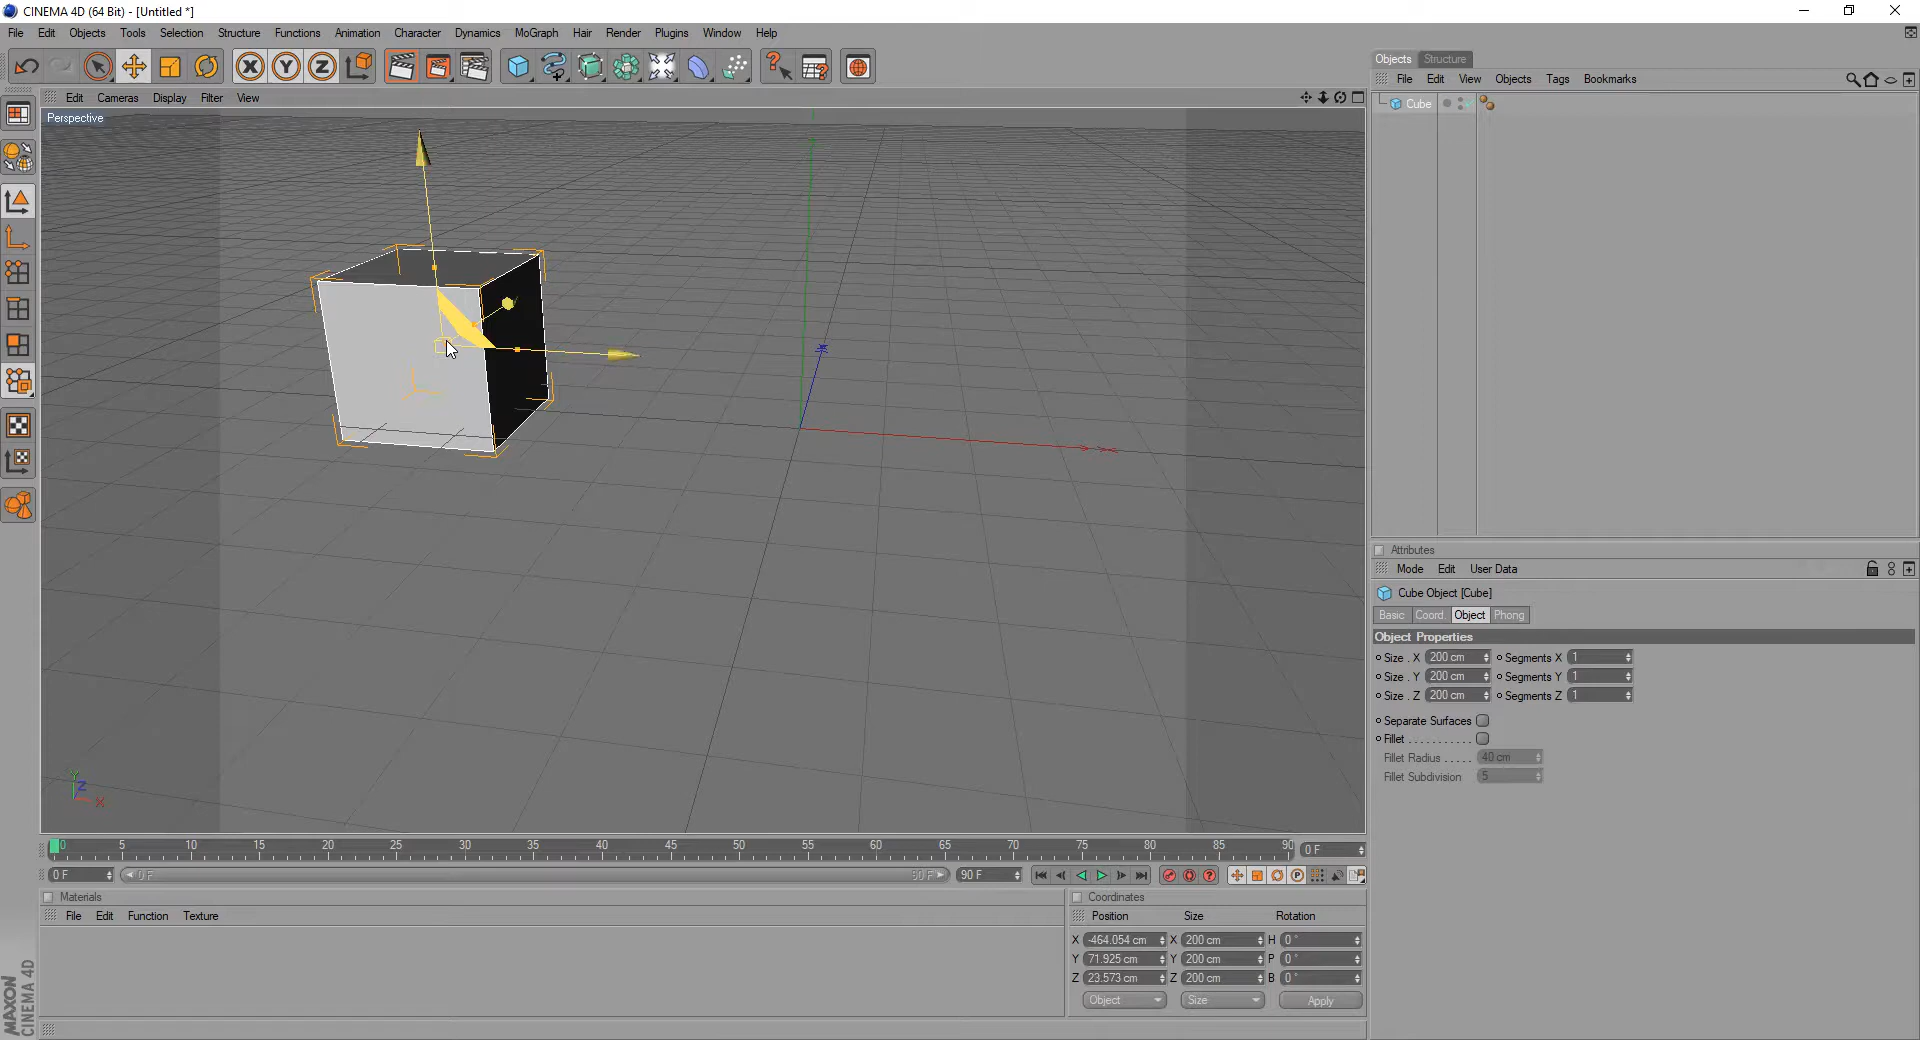 CINEMA 4D (64 Bit) - [Untitled *]
File Edit Objects Tools Selection Structure Functions Animation Character Dynamics MoGraph Hair Render Plugins Window Help
X Y Z
Objects Structure
File Edit View Objects Tags Bookmarks
Edit Cameras Display Filter View
Cube
Perspective
Y
Z
X
Attributes
Mode Edit User Data
Cube Object [Cube]
Basic Coord. Object Phong
Object Properties
Size . X 200 cm Segments X 1
Size . Y 200 cm Segments Y 1
Size . Z 200 cm Segments Z 1
Separate Surfaces
Fillet . . . . . . . . . . .
Fillet Radius . . . . . 40 cm
Fillet Subdivision 5
0 5 10 15 20 25 30 35 40 45 50 55 60 65 70 75 80 85 90 0 F
0 F 0 F 90 F 90 F
Materials
File Edit Function Texture
Coordinates
Position Size Rotation
X -464.054 cm X 200 cm H 0 °
Y 71.925 cm Y 200 cm P 0 °
Z 23.573 cm Z 200 cm B 0 °
Object Size Apply
MAXON
CINEMA 4D